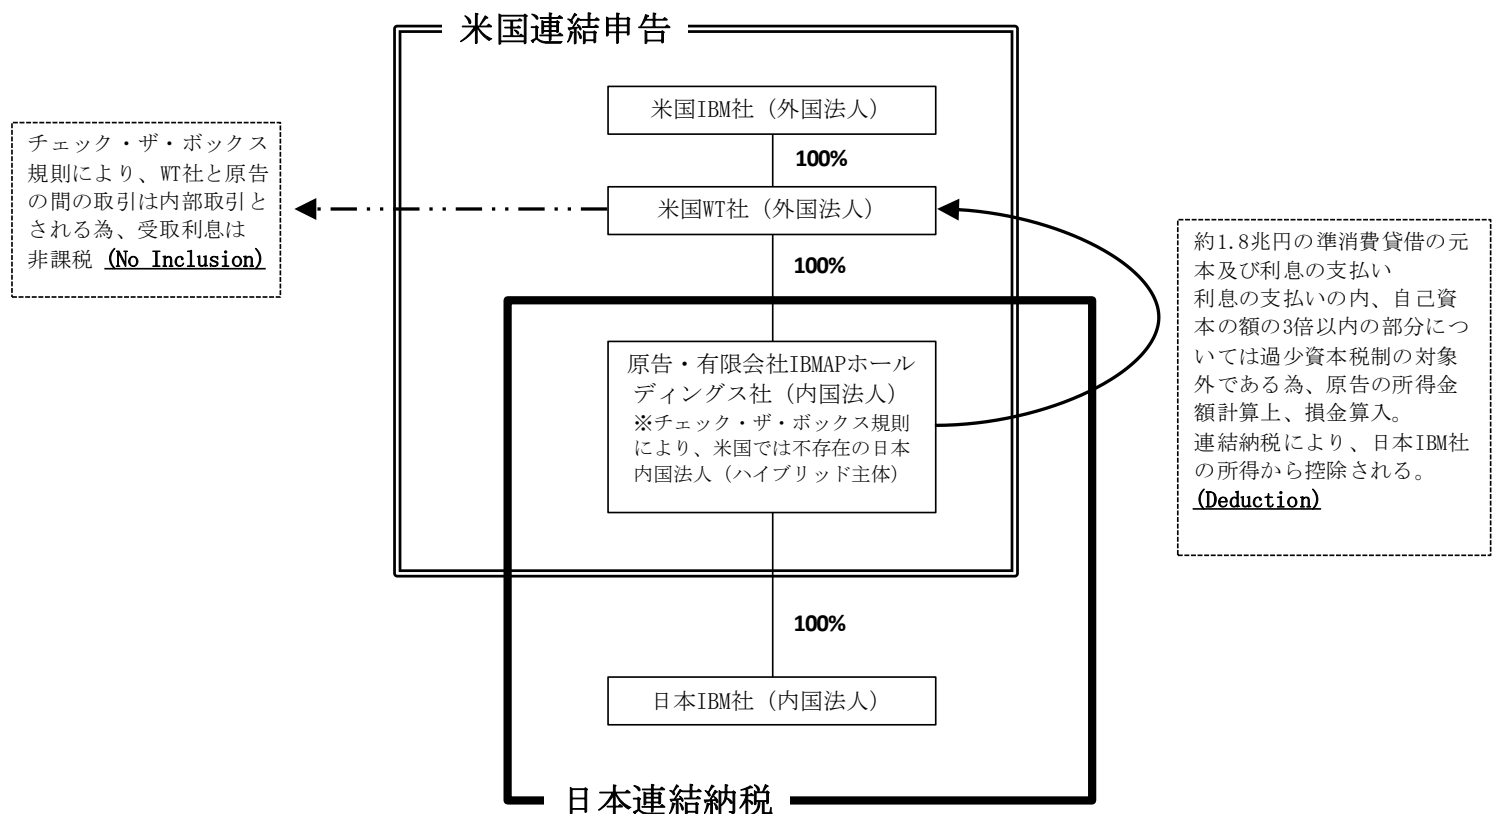 米国連結申告
米国IBM社（外国法人）
100%
米国WT社（外国法人）
100%
チェック・ザ・ボックス
規則により、WT社と原告
の間の取引は内部取引と
される為、受取利息は
非課税 (No Inclusion)
約1.8兆円の準消費貸借の元
本及び利息の支払い
利息の支払いの内、自己資
本の額の3倍以内の部分につ
いては過少資本税制の対象
外である為、原告の所得金
額計算上、損金算入。
連結納税により、日本IBM社
の所得から控除される。
(Deduction)
原告・有限会社IBMAPホール
ディングス社（内国法人）
※チェック・ザ・ボックス規則
により、米国では不存在の日本
内国法人（ハイブリッド主体）
100%
日本IBM社（内国法人）
日本連結納税